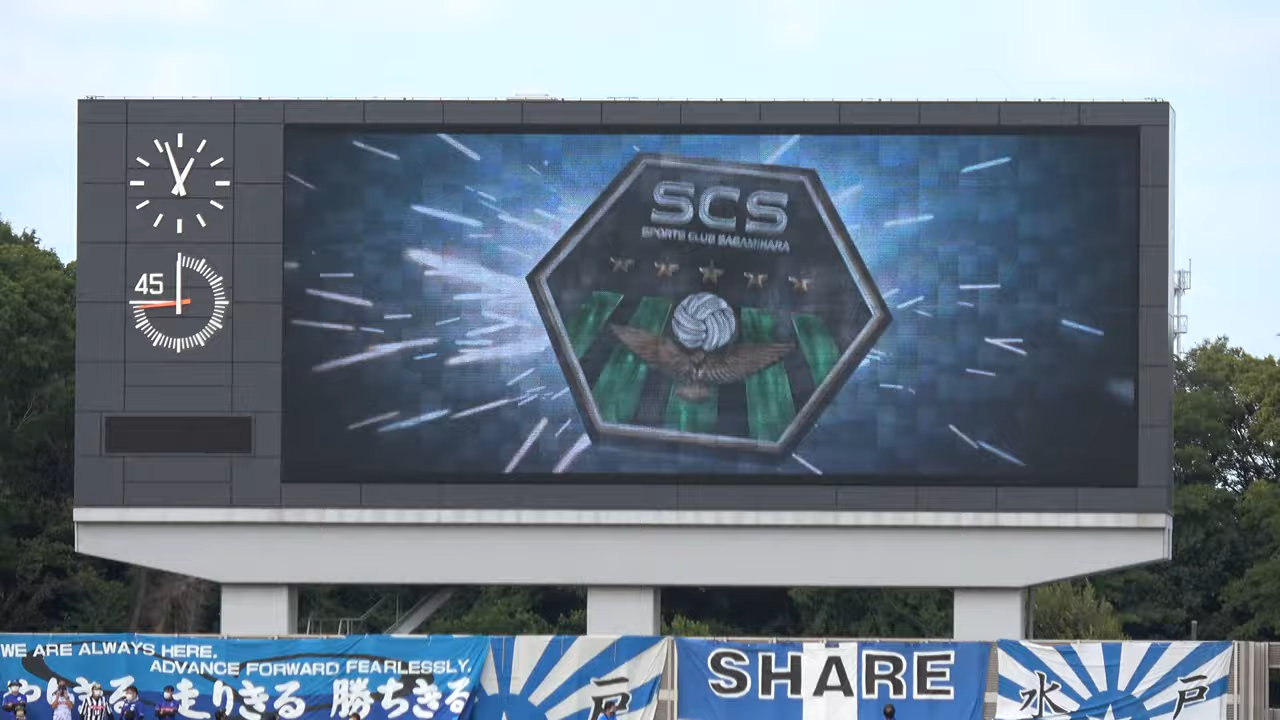 SCS
SPORTS CLUB SAGAMIHARA
45
WE ARE ALWAYS HERE.
ADVANCE FORWARD FEARLESSLY.
やりきる 走りきる 勝ちきる
戸
SHARE
水 戸